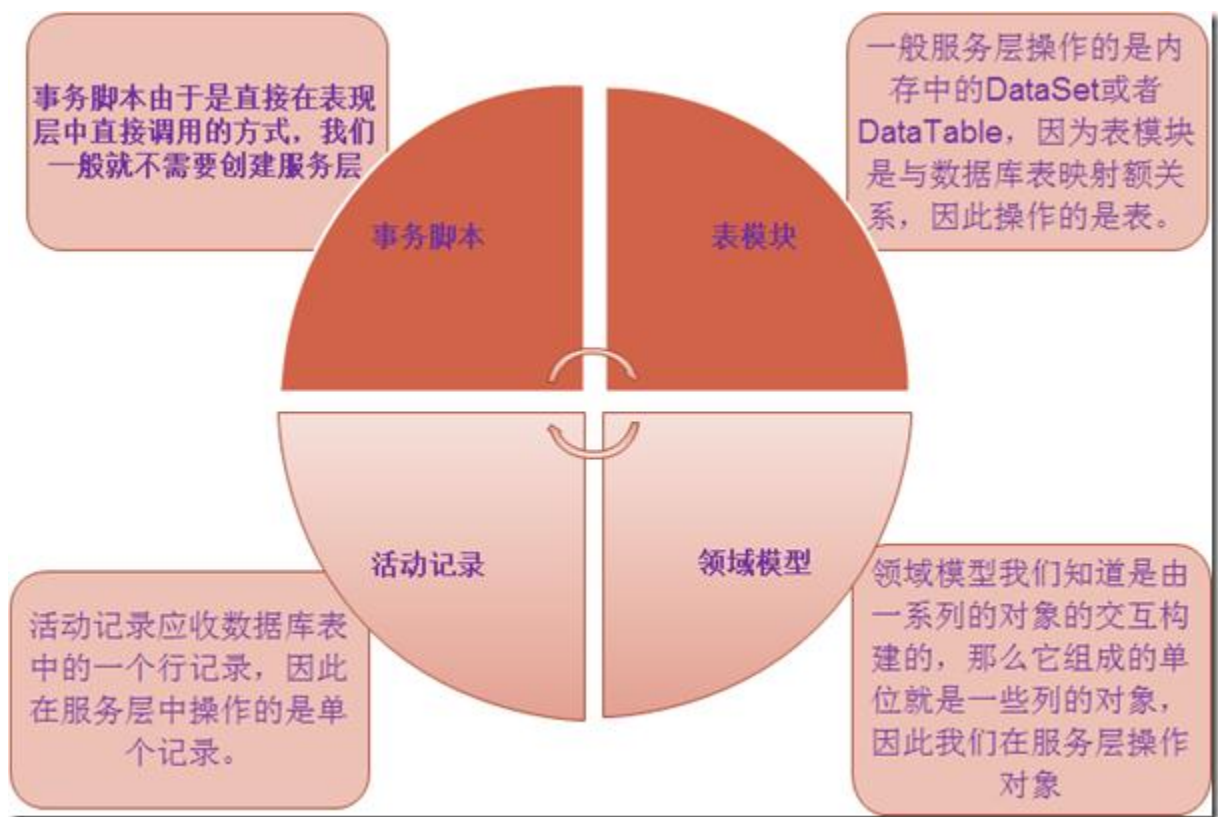 事务脚本由于是直接在表现
层中直接调用的方式，我们
一般就不需要创建服务层
一般服务层操作的是内
存中的DataSet或者
DataTable，因为表模块
是与数据库表映射额关
系，因此操作的是表。
事务脚本
表模块
活动记录
领域模型
活动记录应收数据库表
中的一个行记录，因此
在服务层中操作的是单
个记录。
领域模型我们知道是由
一系列的对象的交互构
建的，那么它组成的单
位就是一些列的对象，
因此我们在服务层操作
对象